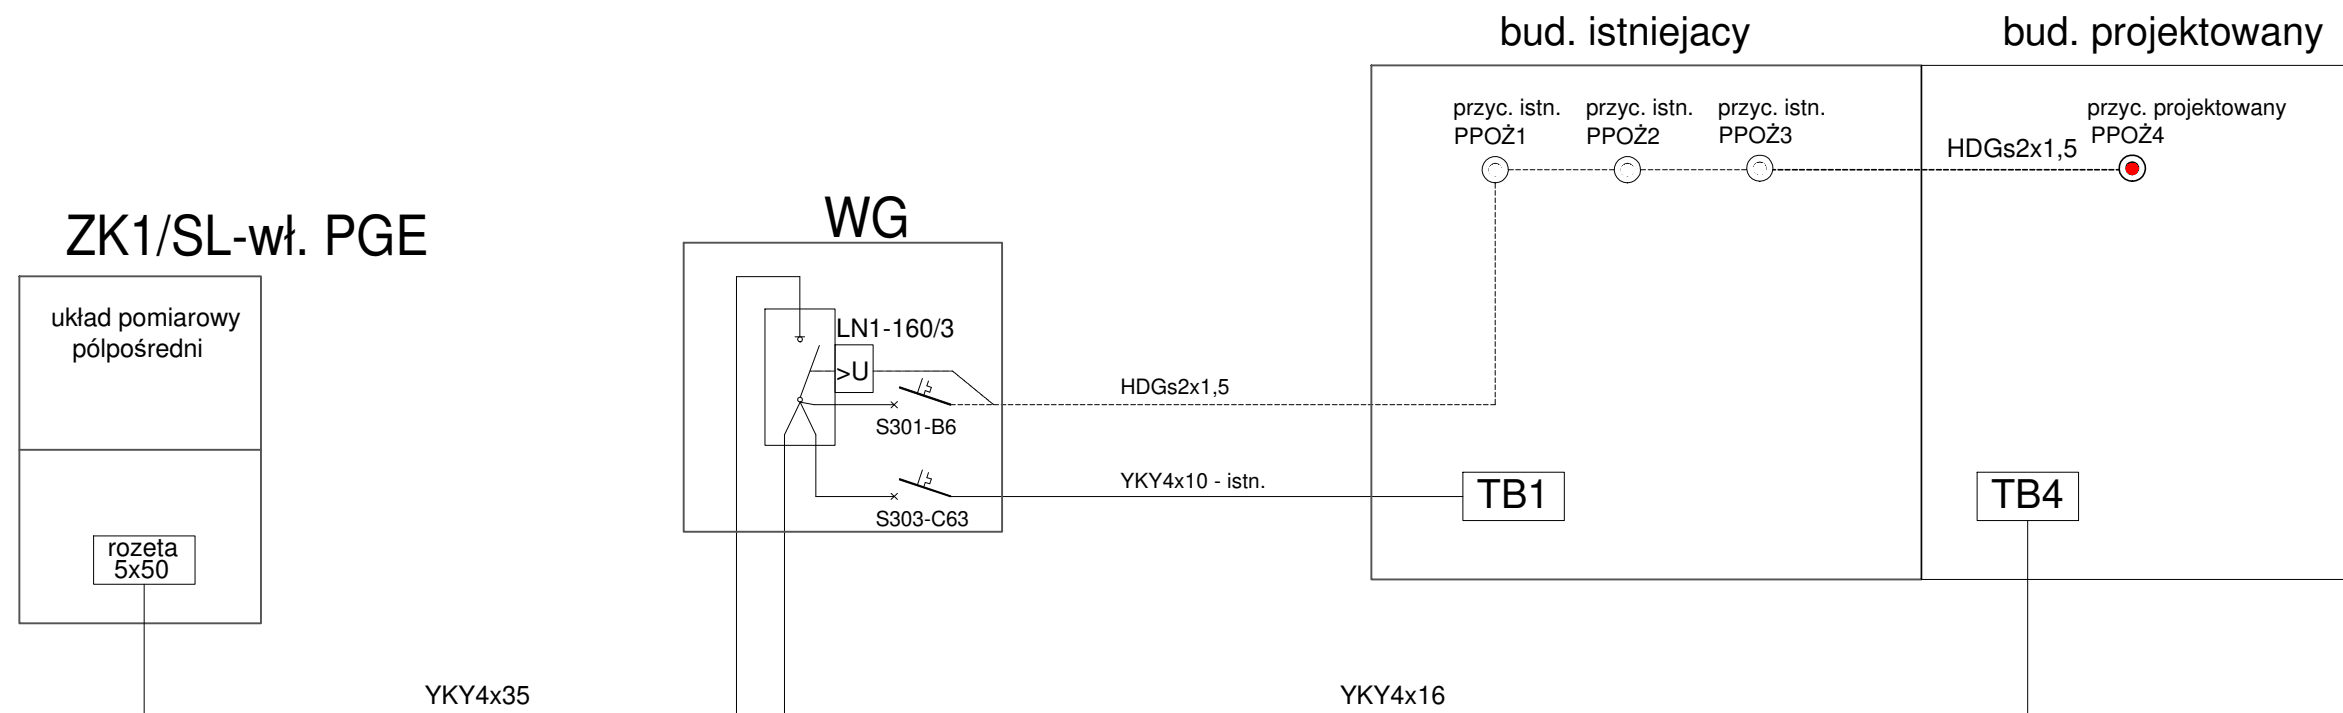 bud. istniejacy
bud. projektowany
przyc. istn.
PPOŻ1
przyc. istn.
PPOŻ2
przyc. istn.
PPOŻ3
przyc. projektowany
PPOŻ4
HDGs2x1,5
ZK1/SL-wł. PGE
WG
układ pomiarowy
pólpośredni
LN1-160/3
>U
HDGs2x1,5
S301-B6
YKY4x10 - istn.
TB1
TB4
S303-C63
rozeta
5x50
YKY4x35
YKY4x16